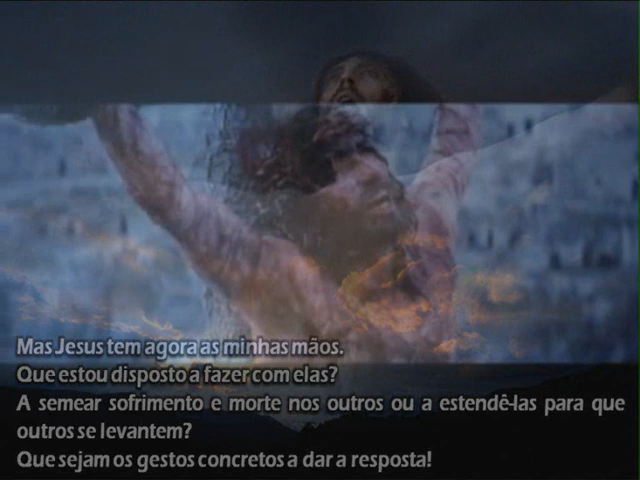 Mas Jesus tem agora as minhas mãos.
Que estou disposto a fazer com elas?
A semear sofrimento e morte nos outros ou a estendê-las para que
outros se levantem?
Que sejam os gestos concretos a dar a resposta!